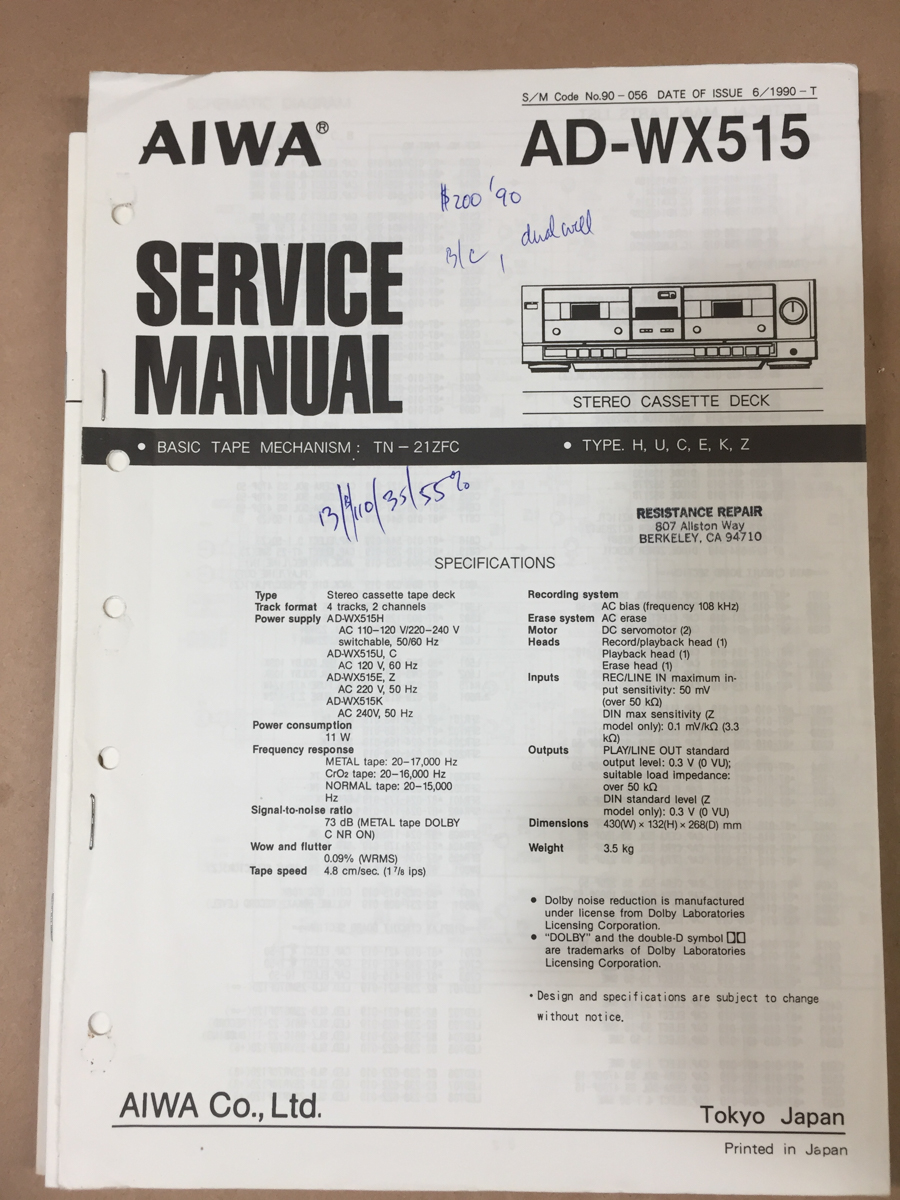 S/M Code No.90-056 DATE OF ISSUE 6/1990-T
AIWA®
AD-WX515
$200 '90
B/C, dual well
SERVICE
MANUAL
STEREO CASSETTE DECK
• BASIC TAPE MECHANISM: TN-21ZFC
• TYPE. H, U, C, E, K, Z
RESISTANCE REPAIR
807 Allston Way
BERKELEY, CA 94710
SPECIFICATIONS
Type Stereo cassette tape deck
Track format 4 tracks, 2 channels
Power supply AD-WX515H
AC 110-120 V/220-240 V
switchable, 50/60 Hz
AD-WX515U, C
AC 120 V, 60 Hz
AD-WX515E, Z
AC 220 V, 50 Hz
AD-WX515K
AC 240V, 50 Hz
Power consumption
11 W
Frequency response
METAL tape: 20-17,000 Hz
CrO2 tape: 20-16,000 Hz
NORMAL tape: 20-15,000
Hz
Signal-to-noise ratio
73 dB (METAL tape DOLBY
C NR ON)
Wow and flutter
0.09% (WRMS)
Tape speed 4.8 cm/sec. (1 7/8 ips)
Recording system
AC bias (frequency 108 kHz)
Erase system AC erase
Motor DC servomotor (2)
Heads Record/playback head (1)
Playback head (1)
Erase head (1)
Inputs REC/LINE IN maximum in-
put sensitivity: 50 mV
(over 50 kΩ)
DIN max sensitivity (Z
model only): 0.1 mV/kΩ (3.3
kΩ)
Outputs PLAY/LINE OUT standard
output level: 0.3 V (0 VU);
suitable load impedance:
over 50 kΩ
DIN standard level (Z
model only): 0.3 V (0 VU)
Dimensions 430(W) × 132(H) × 268(D) mm
Weight 3.5 kg
• Dolby noise reduction is manufactured
under license from Dolby Laboratories
Licensing Corporation.
• "DOLBY" and the double-D symbol
are trademarks of Dolby Laboratories
Licensing Corporation.
• Design and specifications are subject to change
without notice.
AIWA Co., Ltd.
Tokyo Japan
Printed in Japan